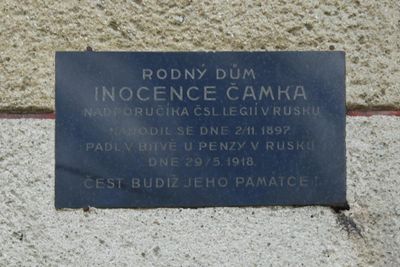 RODNÝ DŮM
INOCENCE ČAMKA
NADPORUČÍKA ČSL. LEGIÍ V RUSKU
NARODIL SE DNE 2/11. 1897.
PADL V BITVĚ U PENZY V RUSKU
DNE 29/5. 1918.
ČEST BUDIŽ JEHO PAMÁTCE!